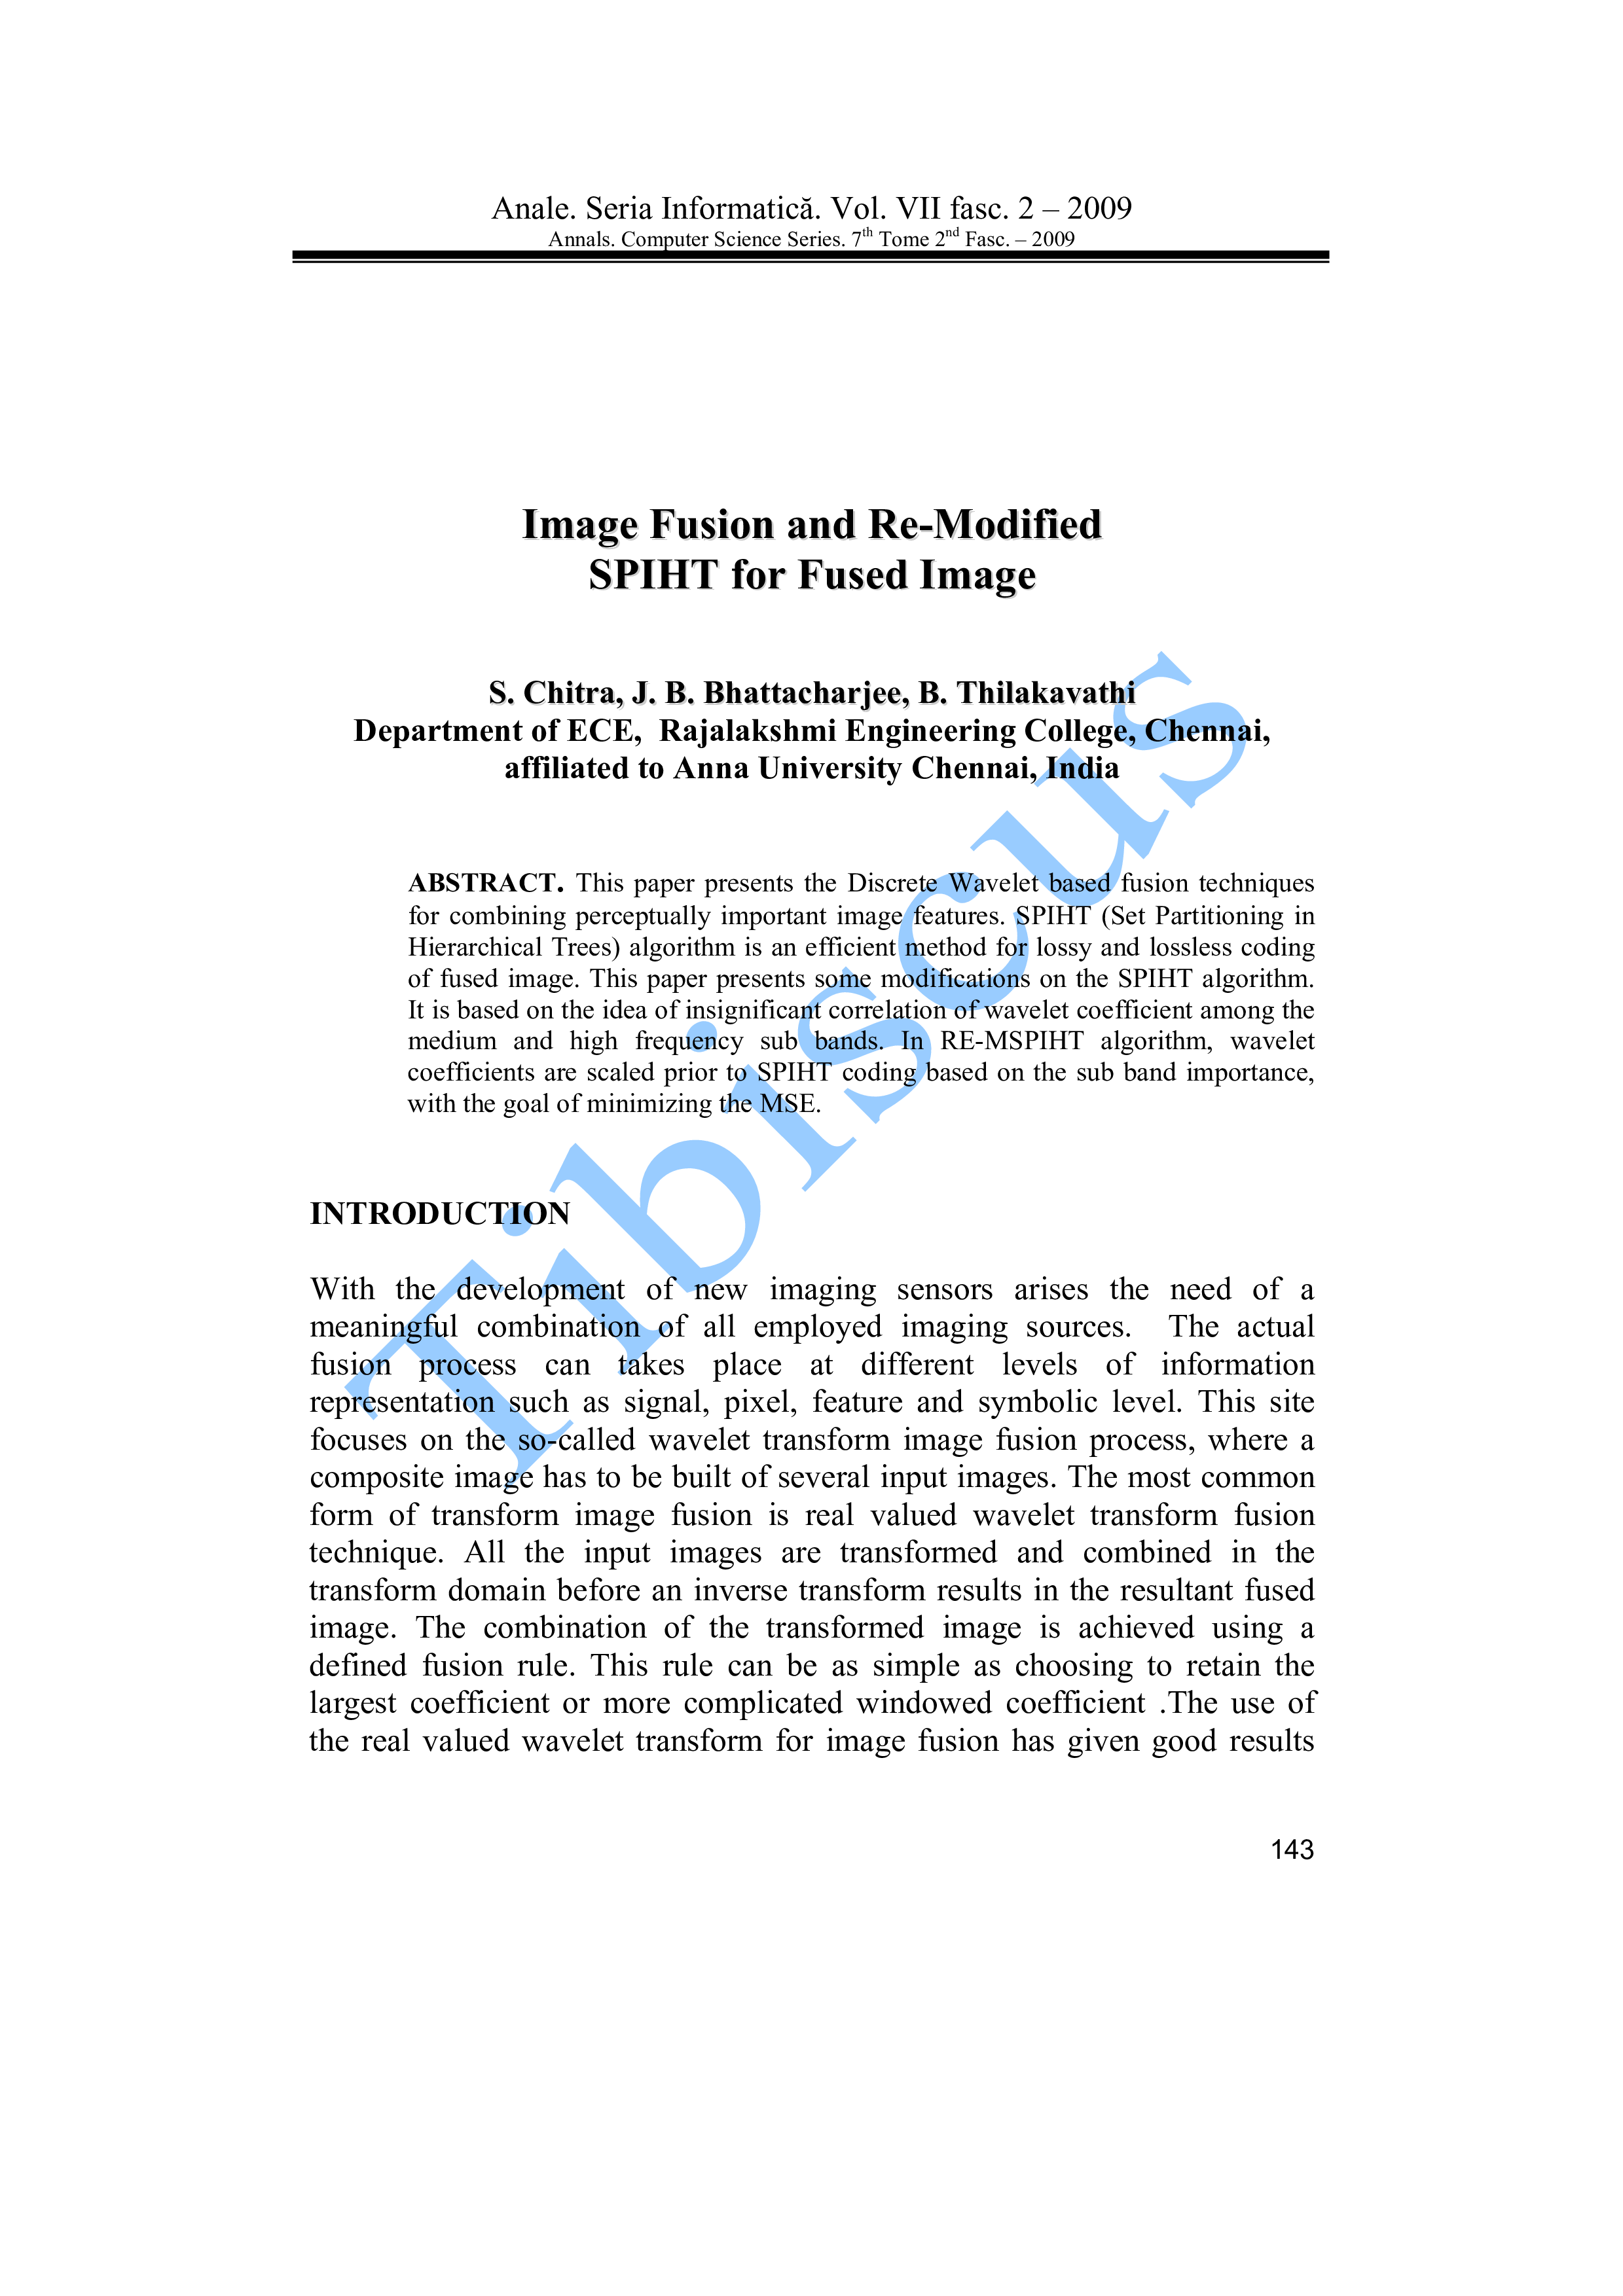 Anale. Seria Informatică. Vol. VII fasc. 2 – 2009
Annals. Computer Science Series. 7th Tome 2nd Fasc. – 2009
Image Fusion and Re-Modified
SPIHT for Fused Image
S. Chitra, J. B. Bhattacharjee, B. Thilakavathi
Department of ECE, Rajalakshmi Engineering College, Chennai,
affiliated to Anna University Chennai, India
ABSTRACT. This paper presents the Discrete Wavelet based fusion techniques
for combining perceptually important image features. SPIHT (Set Partitioning in
Hierarchical Trees) algorithm is an efficient method for lossy and lossless coding
of fused image. This paper presents some modifications on the SPIHT algorithm.
It is based on the idea of insignificant correlation of wavelet coefficient among the
medium and high frequency sub bands. In RE-MSPIHT algorithm, wavelet
coefficients are scaled prior to SPIHT coding based on the sub band importance,
with the goal of minimizing the MSE.
INTRODUCTION
With the development of new imaging sensors arises the need of a
meaningful combination of all employed imaging sources. The actual
fusion process can takes place at different levels of information
representation such as signal, pixel, feature and symbolic level. This site
focuses on the so-called wavelet transform image fusion process, where a
composite image has to be built of several input images. The most common
form of transform image fusion is real valued wavelet transform fusion
technique. All the input images are transformed and combined in the
transform domain before an inverse transform results in the resultant fused
image. The combination of the transformed image is achieved using a
defined fusion rule. This rule can be as simple as choosing to retain the
largest coefficient or more complicated windowed coefficient .The use of
the real valued wavelet transform for image fusion has given good results
143
Tibiscus